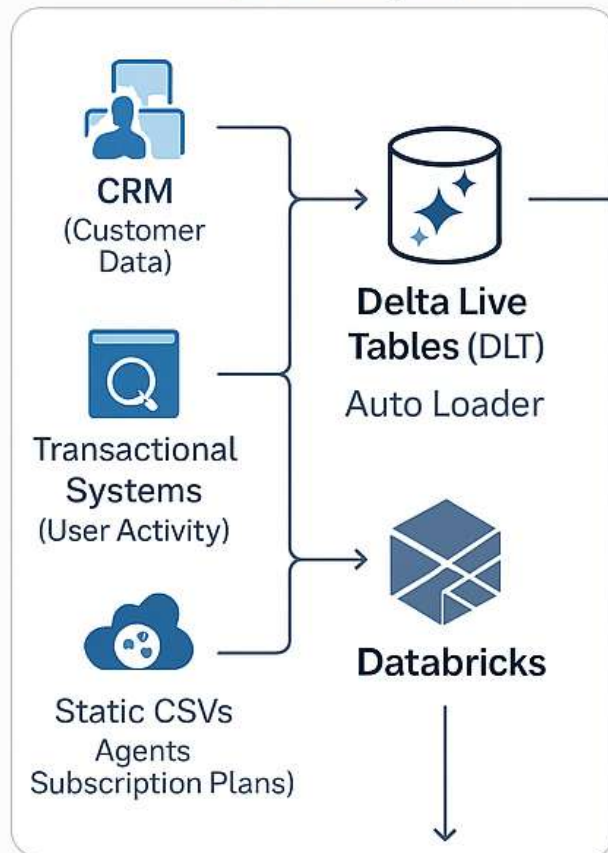 CRM
(Customer
Data)
Transactional
Systems
(User Activity)
Static CSVs
Agents
Subscription Plans)
Delta Live
Tables (DLT)
Auto Loader
Databricks